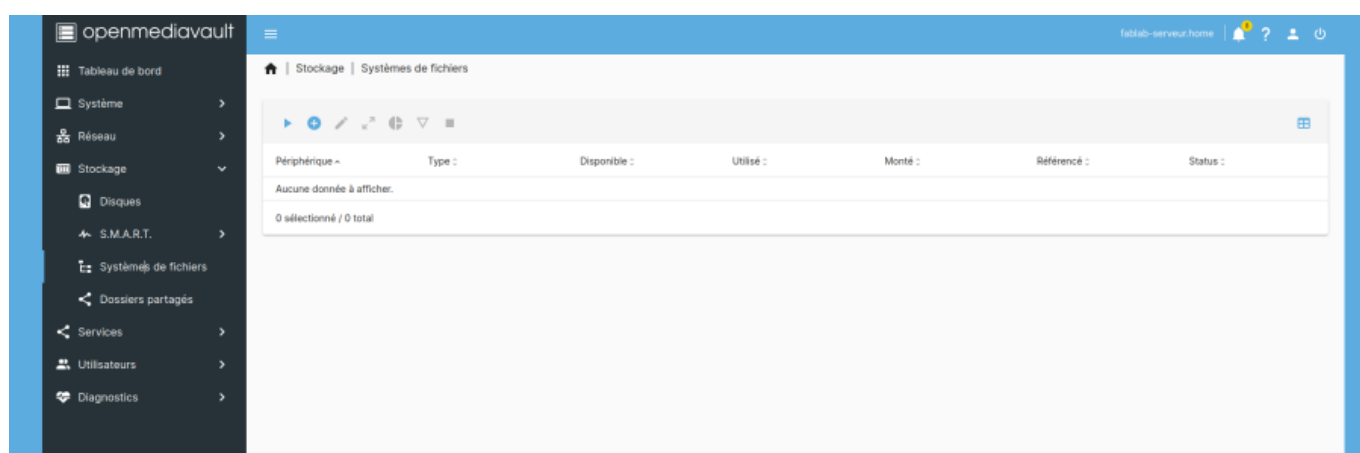 openmediavault
fablab-serveur.home
?
Tableau de bord
Système
Réseau
Stockage
Disques
S.M.A.R.T.
Systèmes de fichiers
Dossiers partagés
Services
Utilisateurs
Diagnostics
| Stockage | Systèmes de fichiers
Périphérique Type Disponible Utilisé Monté Référencé Status
Aucune donnée à afficher.
0 sélectionné / 0 total